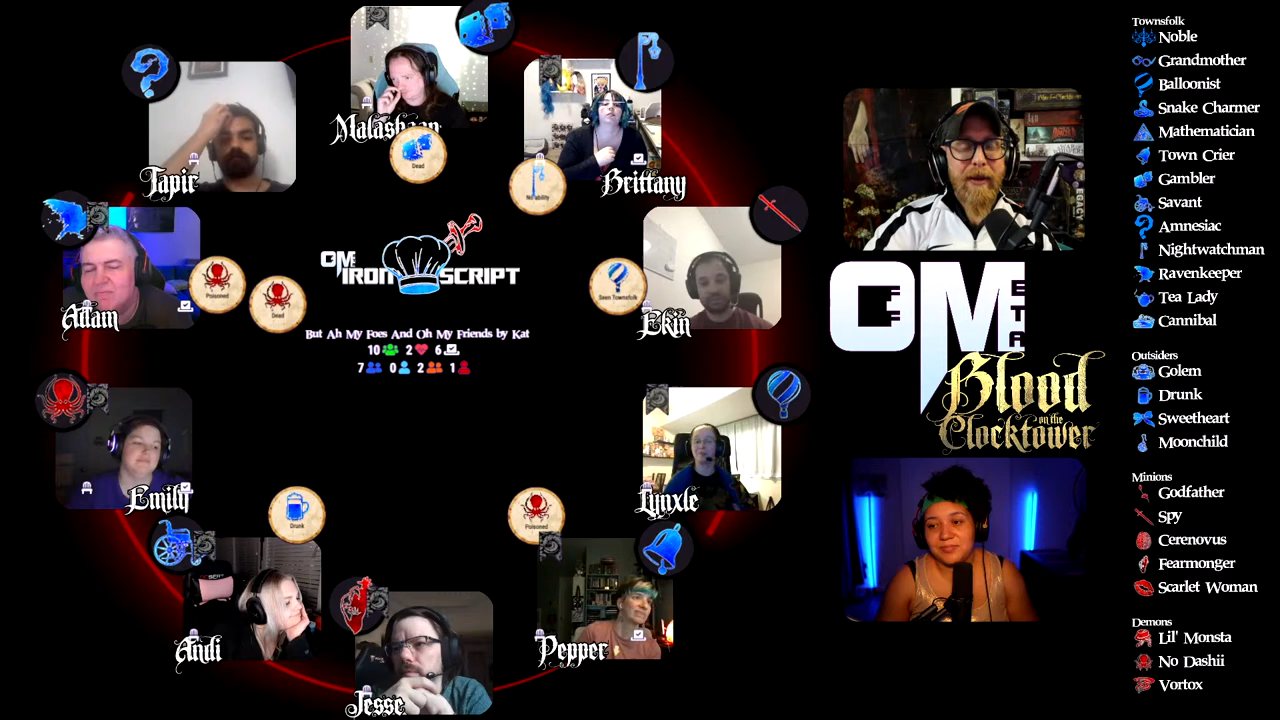 Malashaan
Dead
Brittany
No ability
Tapir
Adam
Poisoned
Dead
OM
IRON SCRIPT
Seen Townsfolk
Ekin
But Ah My Foes And Oh My Friends by Kat
10 2 6
7 0 2 1
Emily
Lynxle
Drunk
Poisoned
Andi
Jesse
Pepper
OM
Blood
on the
Clocktower
Townsfolk
Noble
Grandmother
Balloonist
Snake Charmer
Mathematician
Town Crier
Gambler
Savant
Amnesiac
Nightwatchman
Ravenkeeper
Tea Lady
Cannibal
Outsiders
Golem
Drunk
Sweetheart
Moonchild
Minions
Godfather
Spy
Cerenovus
Fearmonger
Scarlet Woman
Demons
Lil' Monsta
No Dashii
Vortox